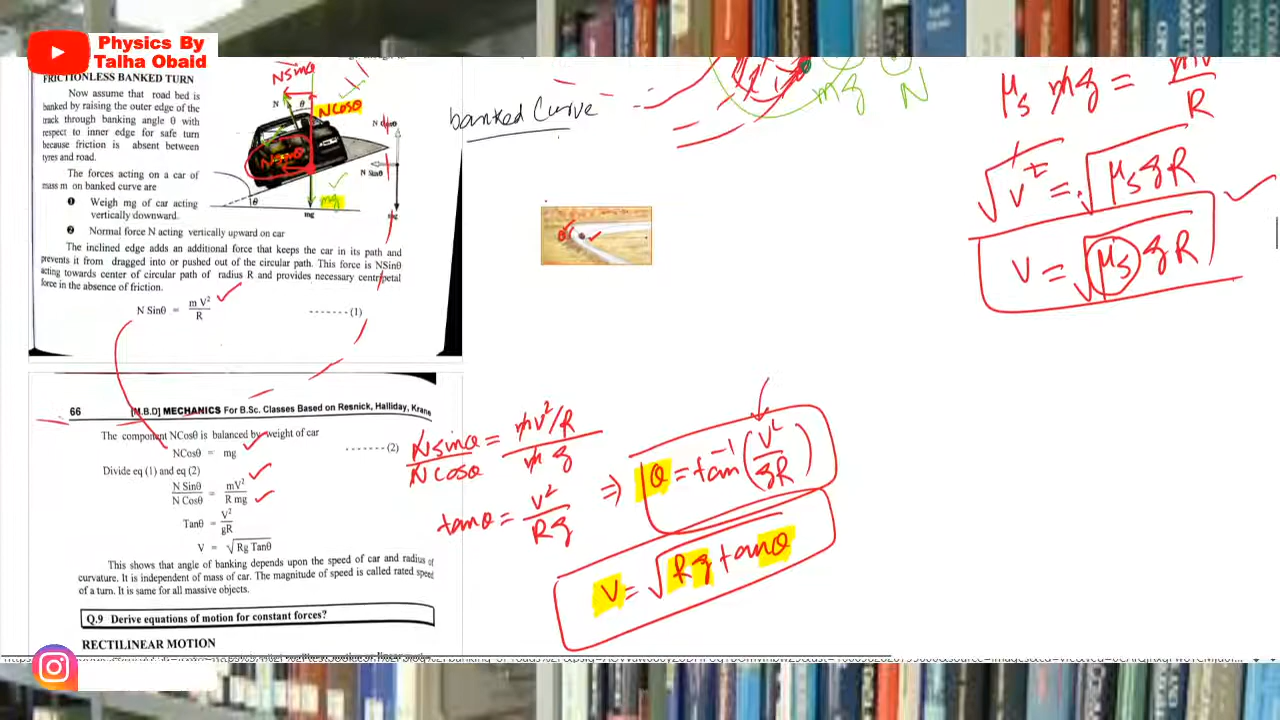 Physics By
Talha Obaid
FRICTIONLESS BANKED TURN
Now assume that road bed is
banked by raising the outer edge of the
track through banking angle θ with
respect to inner edge for safe turn
because friction is absent between
tyres and road.
The forces acting on a car of
mass m on banked curve are
❶ Weigh mg of car acting
vertically downward.
❷ Normal force N acting vertically upward on car
The inclined edge adds an additional force that keeps the car in its path and
prevents it from dragged into or pushed out of the circular path. This force is NSinθ
acting towards center of circular path of radius R and provides necessary centripetal
force in the absence of friction.
N Sinθ = m V²/R -------(1)
N sinθ
N
θ
N cosθ
N Sinθ
N sinθ
θ
mg
mg
banked Curve
θ
mg
N
μs mg = mv²/R
√v² = √μs g R
v = √μs g R
66 [M.B.D] MECHANICS For B.Sc. Classes Based on Resnick, Halliday, Krane
The component NCosθ is balanced by weight of car
NCosθ = mg -------(2)
Divide eq (1) and eq (2)
N Sinθ/N Cosθ = mV²/R mg
Tanθ = V²/gR
V = √Rg Tanθ
This shows that angle of banking depends upon the speed of car and radius of
curvature. It is independent of mass of car. The magnitude of speed is called rated speed
of a turn. It is same for all massive objects.
Q.9 Derive equations of motion for constant forces?
RECTILINEAR MOTION
N sinθ/N cosθ = mv²/R/mg
tanθ = v²/Rg
⇒ θ = tan⁻¹(v²/gR)
v = √Rg tanθ